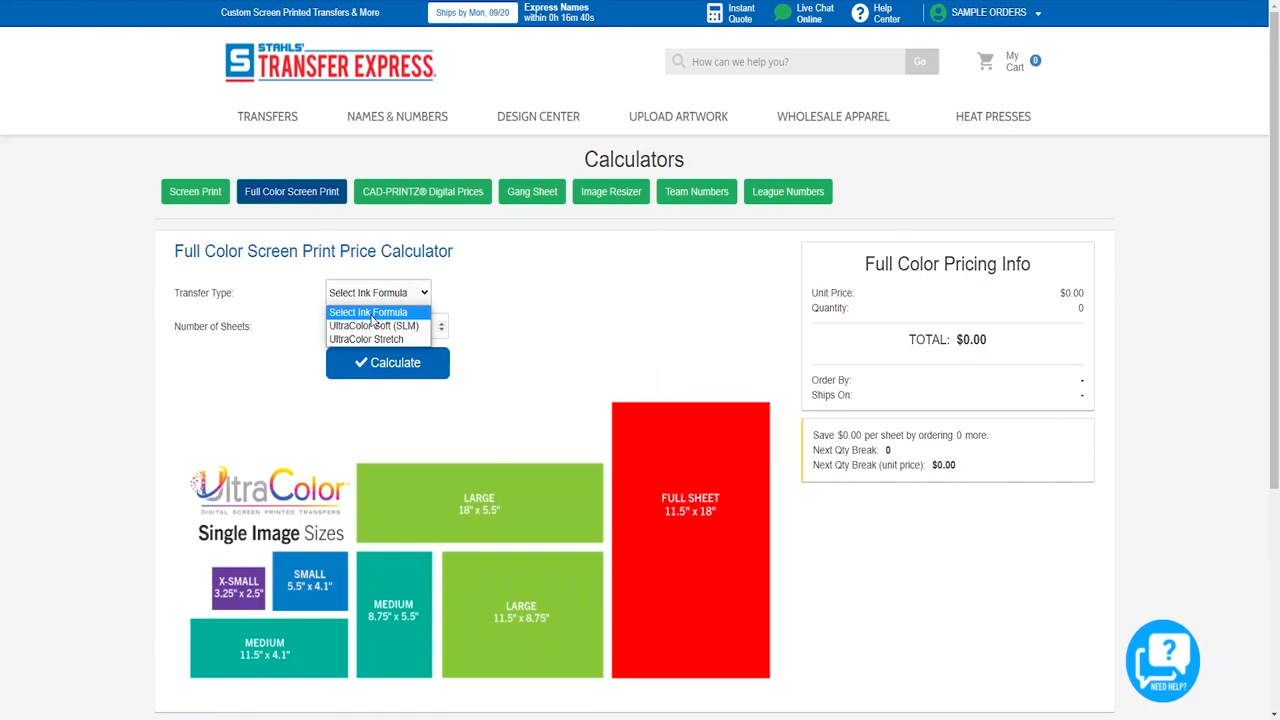 Custom Screen Printed Transfers & More
Ships by Mon, 09/20
Express Names
within 0h 16m 40s
Instant
Quote
Live Chat
Online
Help
Center
SAMPLE ORDERS
STAHLS'
TRANSFER EXPRESS.
How can we help you?
Go
My
Cart
0
TRANSFERS
NAMES & NUMBERS
DESIGN CENTER
UPLOAD ARTWORK
WHOLESALE APPAREL
HEAT PRESSES
Calculators
Screen Print
Full Color Screen Print
CAD-PRINTZ® Digital Prices
Gang Sheet
Image Resizer
Team Numbers
League Numbers
Full Color Screen Print Price Calculator
Transfer Type:
Select Ink Formula
Select Ink Formula
UltraColor Soft (SLM)
UltraColor Stretch
Number of Sheets:
Calculate
UltraColor
DIGITAL SCREEN PRINTED TRANSFERS
Single Image Sizes
X-SMALL
3.25" x 2.5"
SMALL
5.5" x 4.1"
MEDIUM
11.5" x 4.1"
MEDIUM
8.75" x 5.5"
LARGE
18" x 5.5"
LARGE
11.5" x 8.75"
FULL SHEET
11.5" x 18"
Full Color Pricing Info
Unit Price: $0.00
Quantity: 0
TOTAL: $0.00
Order By: -
Ships On: -
Save $0.00 per sheet by ordering 0 more.
Next Qty Break: 0
Next Qty Break (unit price): $0.00
?
NEED HELP?